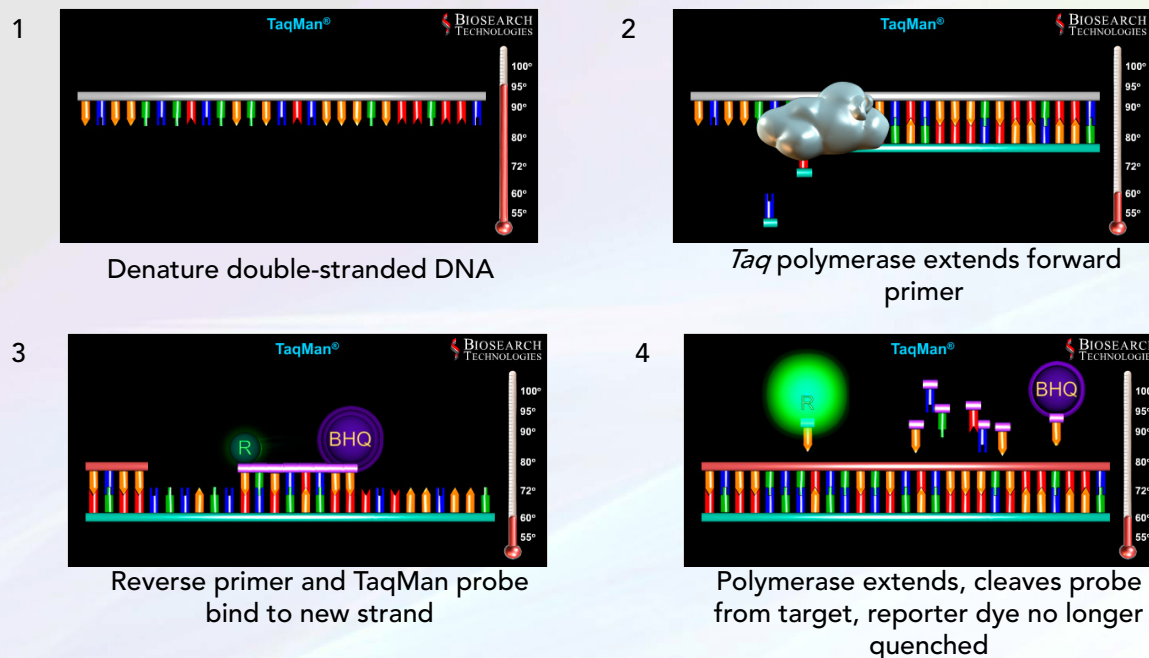 1
TaqMan®
BIOSEARCH
TECHNOLOGIES
100°
95°
90°
80°
72°
60°
55°
Denature double-stranded DNA
2
TaqMan®
BIOSEARCH
TECHNOLOGIES
100°
95°
90°
80°
72°
60°
55°
Taq polymerase extends forward
primer
3
TaqMan®
BIOSEARCH
TECHNOLOGIES
R
BHQ
100°
95°
90°
80°
72°
60°
55°
Reverse primer and TaqMan probe
bind to new strand
4
TaqMan®
BIOSEARCH
TECHNOLOGIE
R
BHQ
100°
95°
90°
80°
72°
60°
55°
Polymerase extends, cleaves probe
from target, reporter dye no longer
quenched